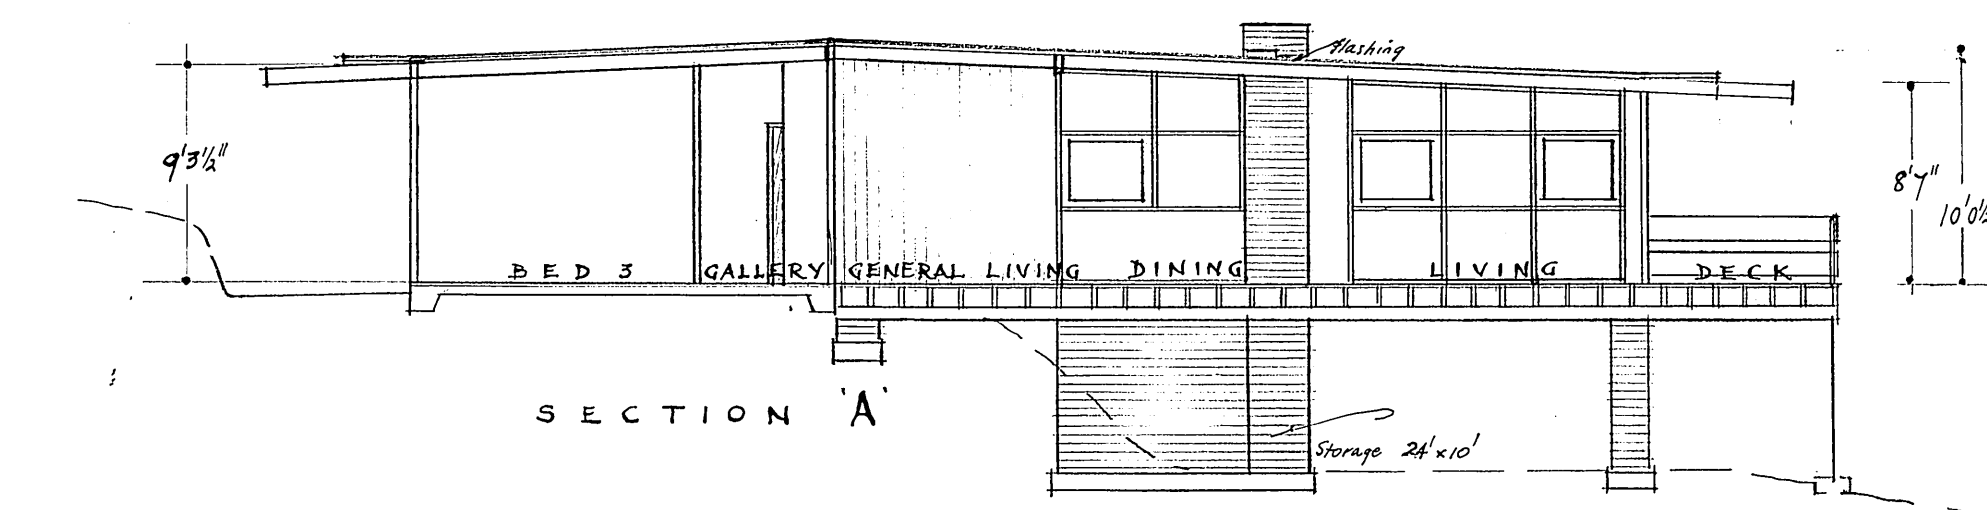 flashing
9'3½"
8'7"
10'0½
BED 3
GALLERY
GENERAL LIVING
DINING
LIVING
DECK
SECTION 'A'
Storage 24'x10'